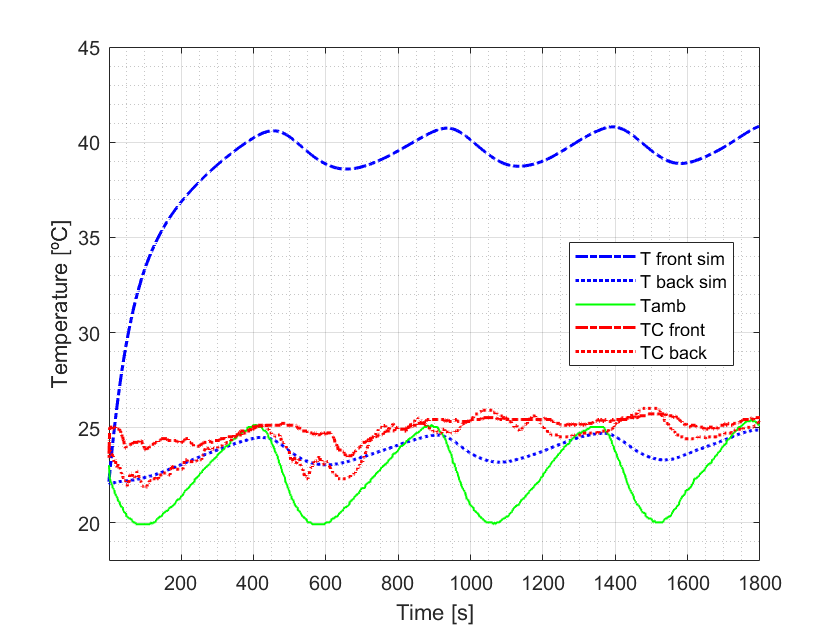 45
40
35
30
25
20
Temperature [ºC]
T front sim
T back sim
Tamb
TC front
TC back
200 400 600 800 1000 1200 1400 1600 1800
Time [s]